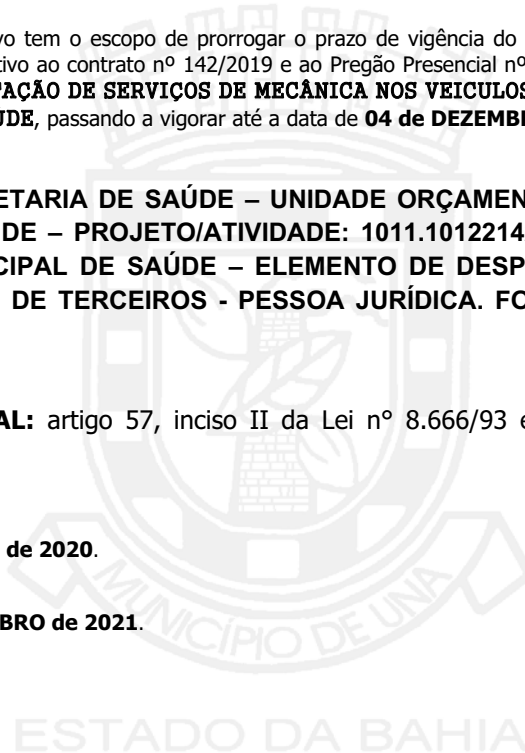 vo tem o escopo de prorrogar o prazo de vigência do
tivo ao contrato nº 142/2019 e ao Pregão Presencial nº
TAÇÃO DE SERVIÇOS DE MECÂNICA NOS VEICULOS
UDE, passando a vigorar até a data de 04 de DEZEMB
ETARIA DE SAÚDE – UNIDADE ORÇAMEN
DE – PROJETO/ATIVIDADE: 1011.1012214
CIPAL DE SAÚDE – ELEMENTO DE DESP
DE TERCEIROS - PESSOA JURÍDICA. FO
AL: artigo 57, inciso II da Lei nº 8.666/93 e
de 2020.
BRO de 2021.
MUNICÍPIO DE UNA
ESTADO DA BAHIA